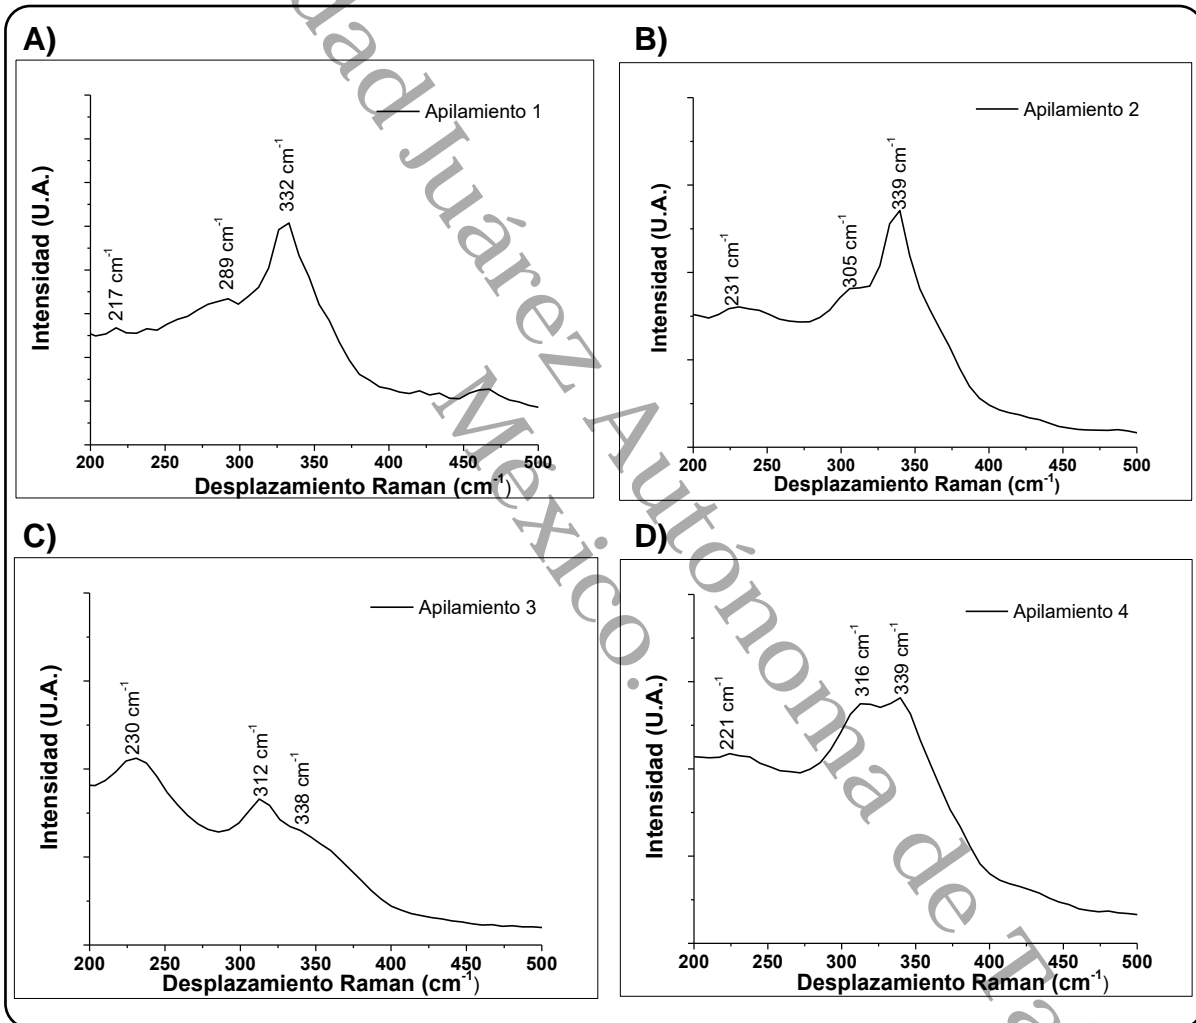 A)
Apilamiento 1
217 cm⁻¹
289 cm⁻¹
332 cm⁻¹
Intensidad (U.A.)
200 250 300 350 400 450 500
Desplazamiento Raman (cm⁻¹)
B)
Apilamiento 2
231 cm⁻¹
305 cm⁻¹
339 cm⁻¹
Intensidad (U.A.)
200 250 300 350 400 450 500
Desplazamiento Raman (cm⁻¹)
C)
Apilamiento 3
230 cm⁻¹
312 cm⁻¹
338 cm⁻¹
Intensidad (U.A.)
200 250 300 350 400 450 500
Desplazamiento Raman (cm⁻¹)
D)
Apilamiento 4
221 cm⁻¹
316 cm⁻¹
339 cm⁻¹
Intensidad (U.A.)
200 250 300 350 400 450 500
Desplazamiento Raman (cm⁻¹)
dad Juárez Autónoma de Ta
México.